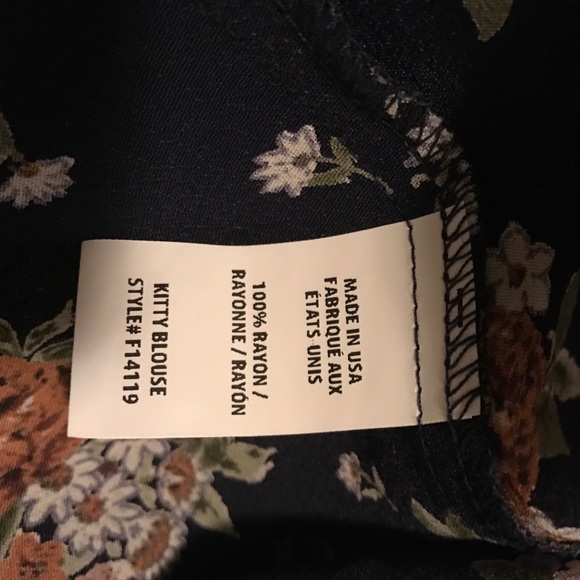 MADE IN USA
FABRIQUÉ AUX
ÉTATS-UNIS
100% RAYON /
RAYONNE / RAYÓN
KITTY BLOUSE
STYLE# F14119